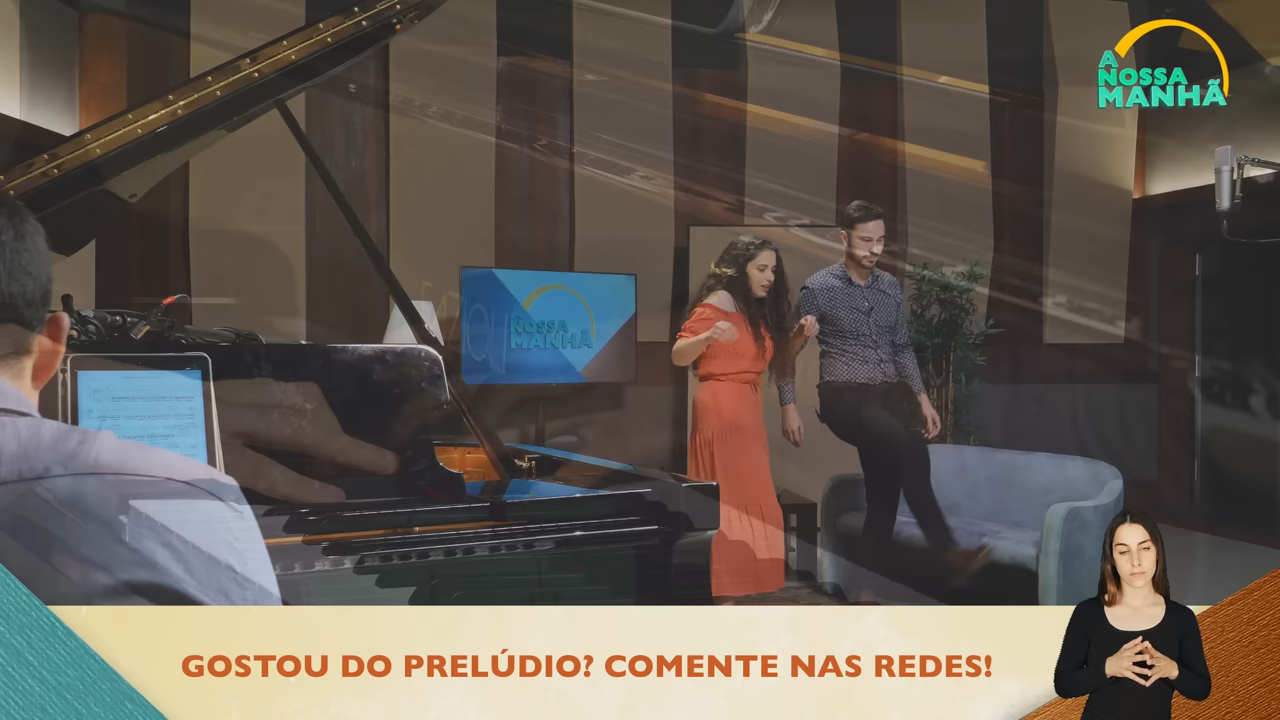 A
NOSSA
MANHÃ
A
NOSSA
MANHÃ
GOSTOU DO PRELÚDIO? COMENTE NAS REDES!